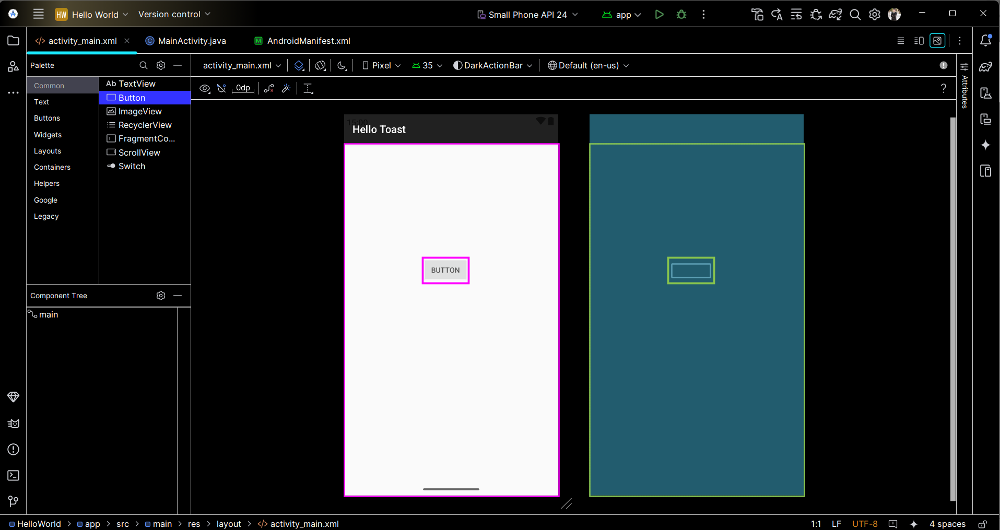 HW Hello World Version control Small Phone API 24 app
activity_main.xml MainActivity.java AndroidManifest.xml
Palette
Common
Text
Buttons
Widgets
Layouts
Containers
Helpers
Google
Legacy
Ab TextView
Button
ImageView
RecyclerView
FragmentCo...
ScrollView
Switch
activity_main.xml Pixel 35 DarkActionBar Default (en-us)
0dp ?
15:00
Hello Toast
BUTTON
Attributes
Component Tree
main
HelloWorld > app > src > main > res > layout > activity_main.xml 1:1 LF UTF-8 4 spaces